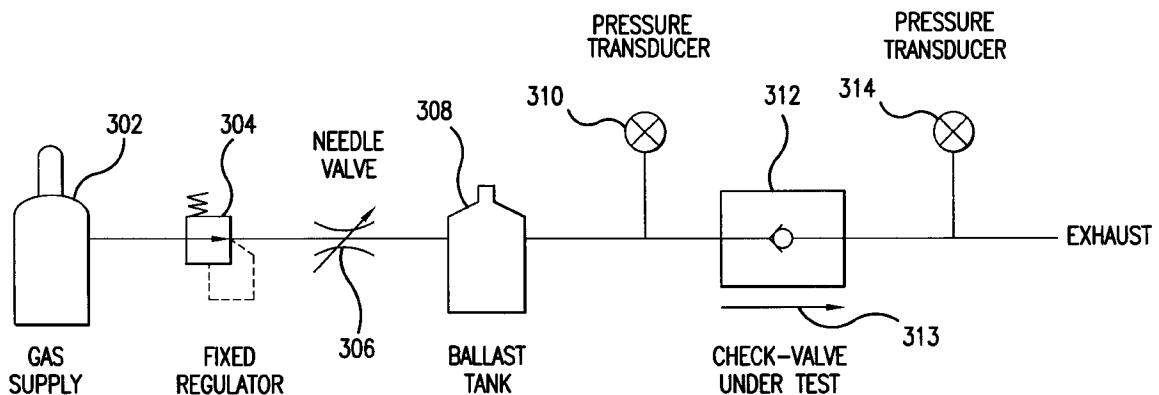 PRESSURE
TRANSDUCER
PRESSURE
TRANSDUCER
302
304
NEEDLE
VALVE
308
310
312
314
EXHAUST
306
313
GAS
SUPPLY
FIXED
REGULATOR
BALLAST
TANK
CHECK-VALVE
UNDER TEST